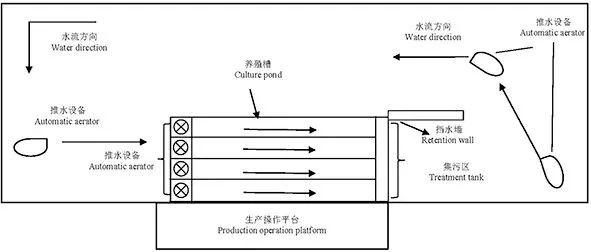 水流方向
Water direction
推水设备
Automatic aerator
推水设备
Automatic aerator
养殖槽
Culture pond
水流方向
Water direction
推水设备
Automatic aerator
挡水墙
Retention wall
集污区
Treatment tank
生产操作平台
Production operation platform